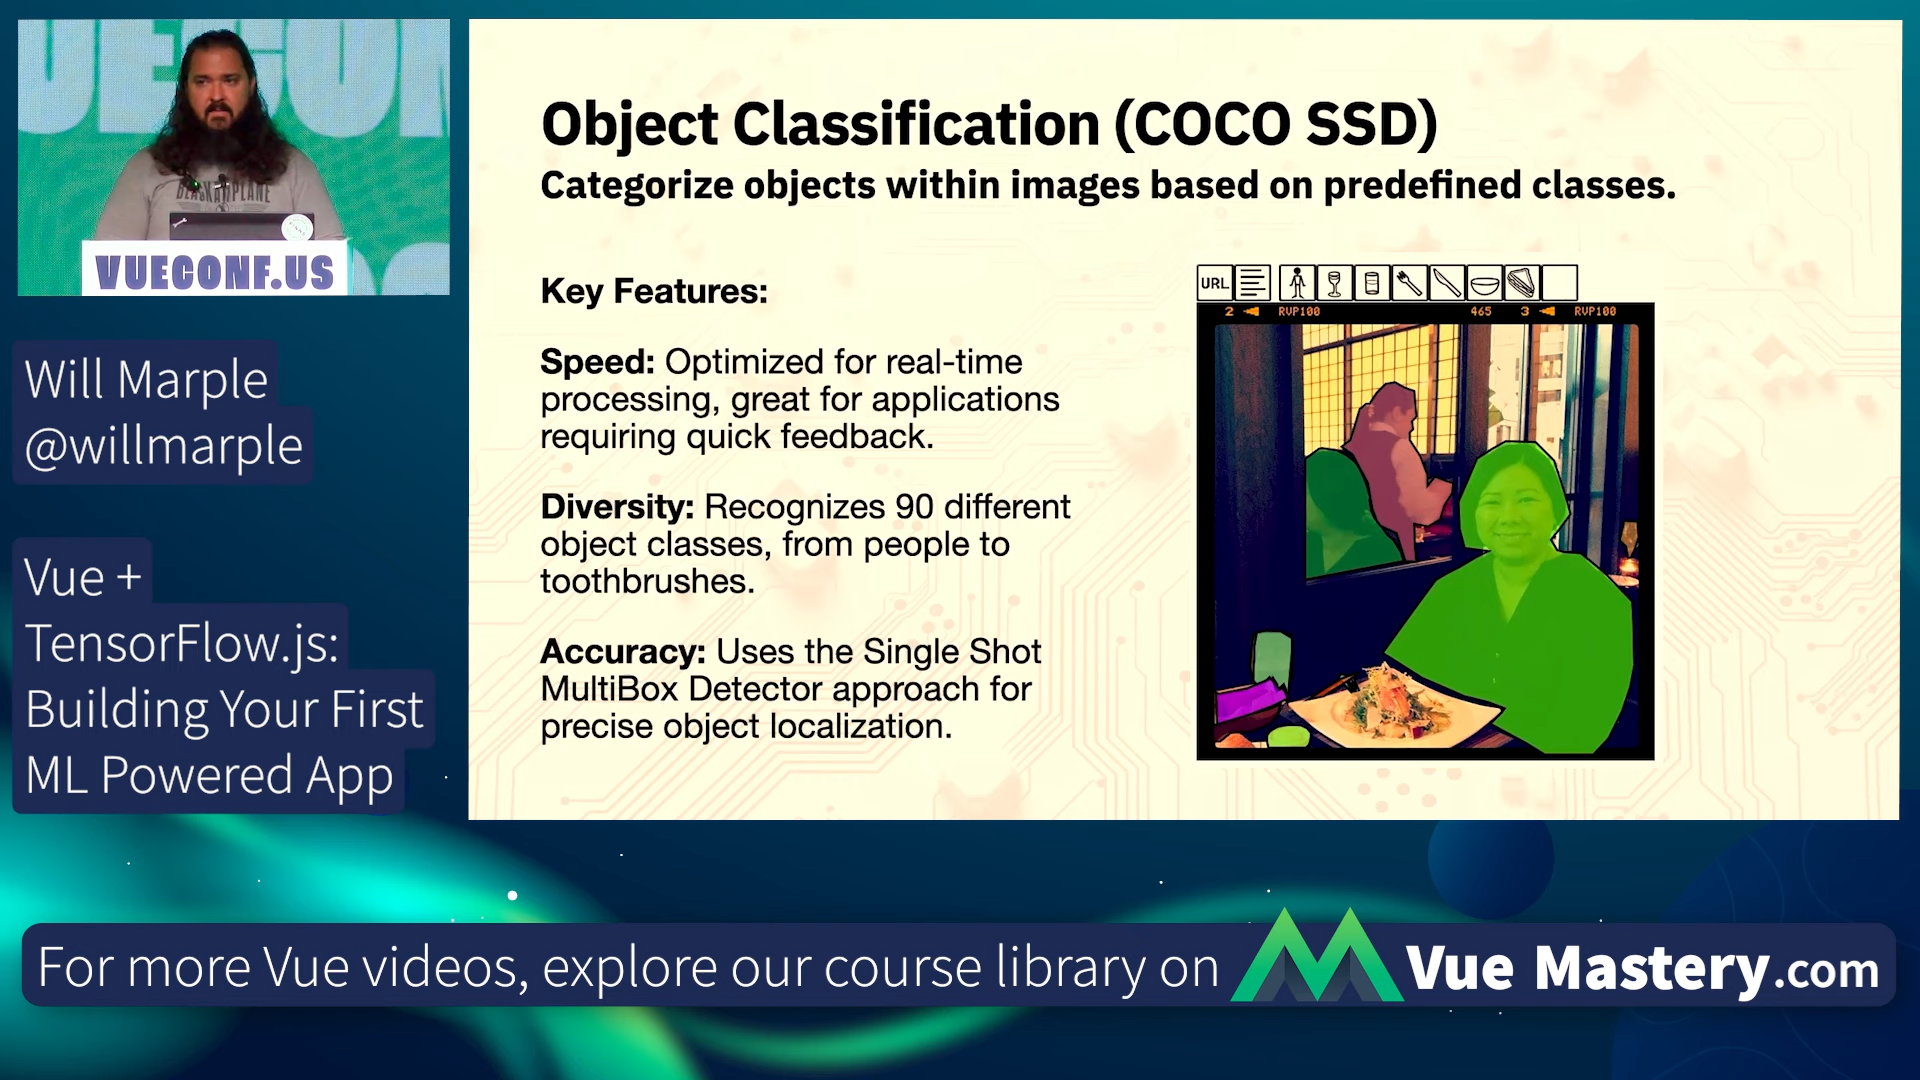 UECON
BLACKAIRPLANE
VUECONF.US
Will Marple
@willmarple
Vue +
TensorFlow.js:
Building Your First
ML Powered App
Object Classification (COCO SSD)
Categorize objects within images based on predefined classes.
Key Features:
Speed: Optimized for real-time
processing, great for applications
requiring quick feedback.
Diversity: Recognizes 90 different
object classes, from people to
toothbrushes.
Accuracy: Uses the Single Shot
MultiBox Detector approach for
precise object localization.
URL
2 RVP100 465 3 RVP100
For more Vue videos, explore our course library on Vue Mastery.com